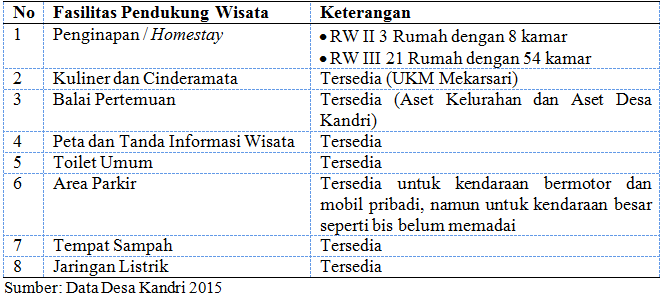 No Fasilitas Pendukung Wisata Keterangan
1 Penginapan / Homestay • RW II 3 Rumah dengan 8 kamar
• RW III 21 Rumah dengan 54 kamar
2 Kuliner dan Cinderamata Tersedia (UKM Mekarsari)
3 Balai Pertemuan Tersedia (Aset Kelurahan dan Aset Desa
Kandri)
4 Peta dan Tanda Informasi Wisata Tersedia
5 Toilet Umum Tersedia
6 Area Parkir Tersedia untuk kendaraan bermotor dan
mobil pribadi, namun untuk kendaraan besar
seperti bis belum memadai
7 Tempat Sampah Tersedia
8 Jaringan Listrik Tersedia
Sumber: Data Desa Kandri 2015